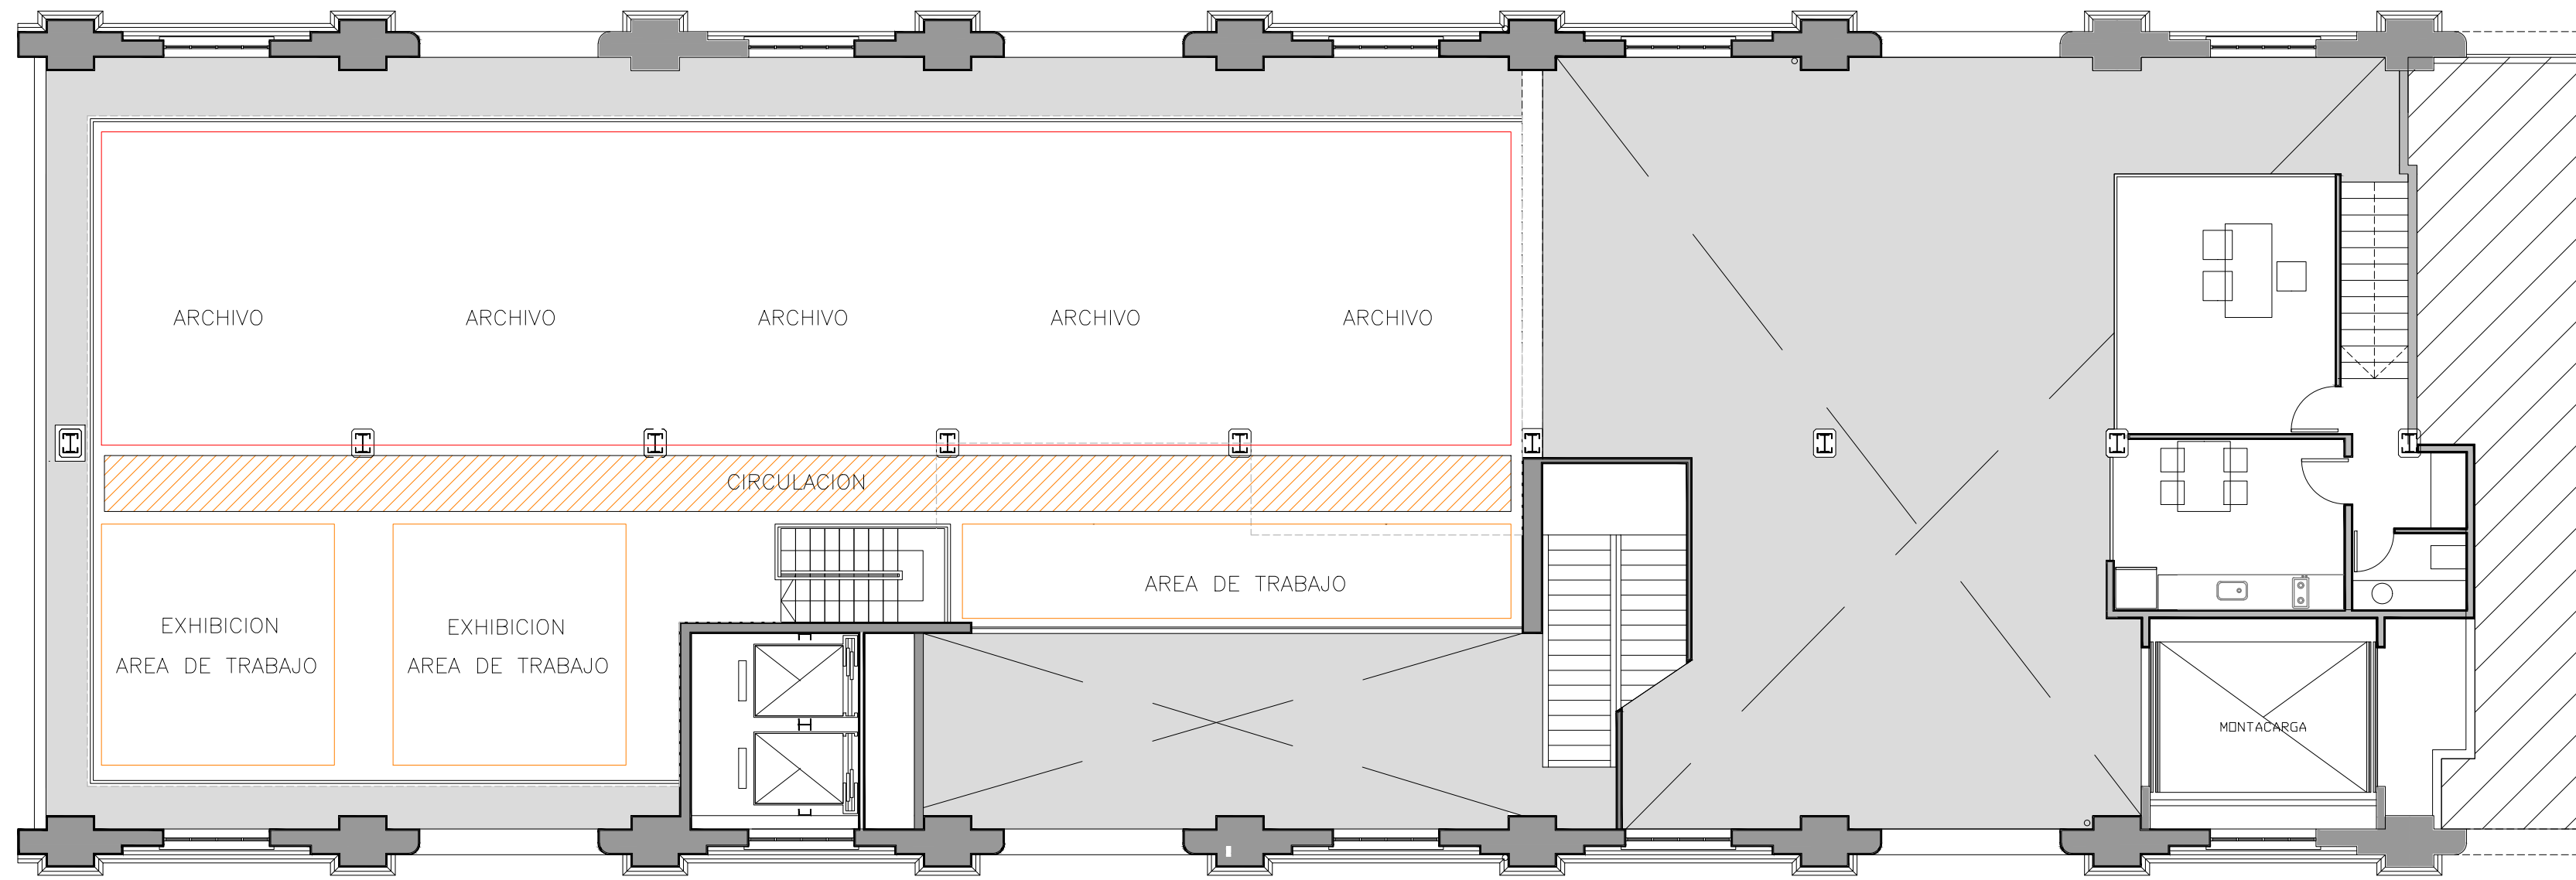 ARCHIVO
ARCHIVO
ARCHIVO
ARCHIVO
ARCHIVO
CIRCULACION
AREA DE TRABAJO
EXHIBICION
AREA DE TRABAJO
EXHIBICION
AREA DE TRABAJO
MONTACARGA